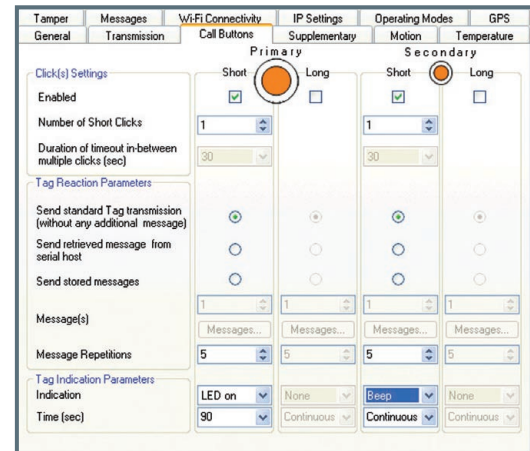 Tamper Messages Wi-Fi Connectivity IP Settings Operating Modes GPS
General Transmission Call Buttons Supplementary Motion Temperature
Primary Secondary
Click(s) Settings Short Long Short Long
Enabled
Number of Short Clicks 1 1
Duration of timeout in-between
multiple clicks (sec) 30 30
Tag Reaction Parameters
Send standard Tag transmission
(without any additional message)
Send retrieved message from
serial host
Send stored messages
Message(s) 1 1 1 1
Messages... Messages... Messages... Messages...
Message Repetitions 5 5 5 5
Tag Indication Parameters
Indication LED on None Beep None
Time (sec) 90 Continuous Continuous Continuous